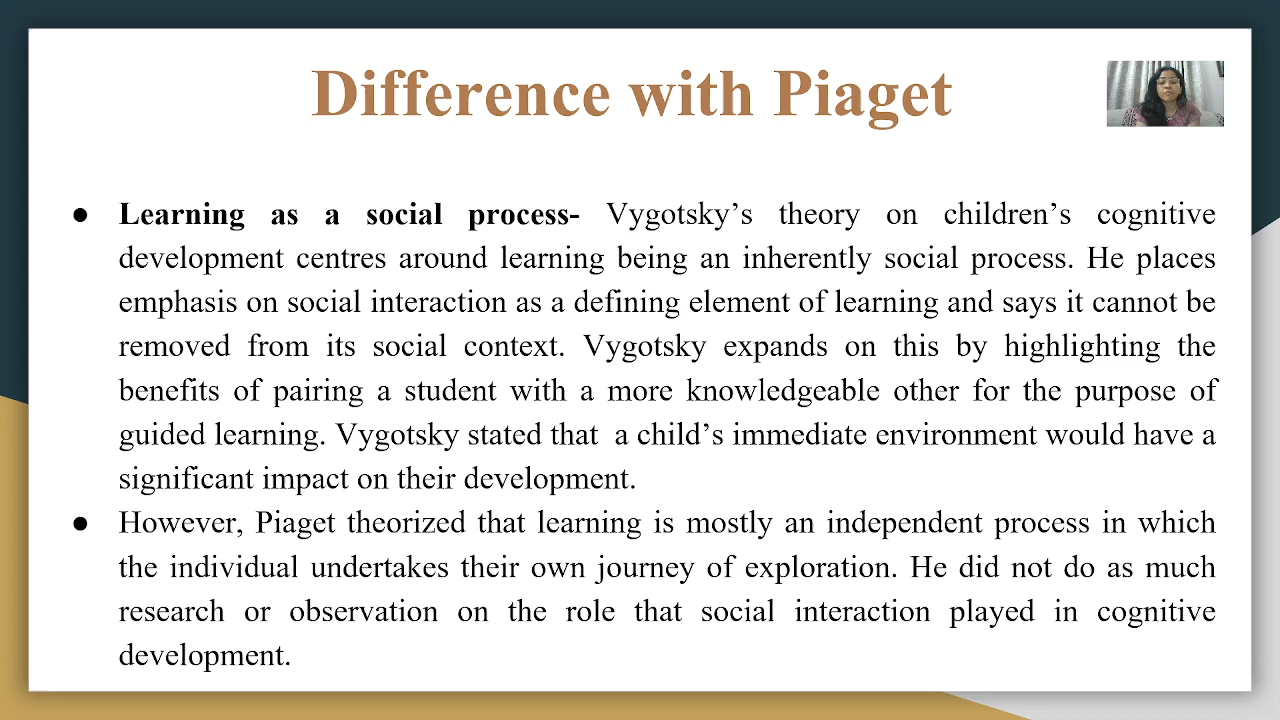 Difference with Piaget
● Learning as a social process- Vygotsky’s theory on children’s cognitive
development centres around learning being an inherently social process. He places
emphasis on social interaction as a defining element of learning and says it cannot be
removed from its social context. Vygotsky expands on this by highlighting the
benefits of pairing a student with a more knowledgeable other for the purpose of
guided learning. Vygotsky stated that  a child’s immediate environment would have a
significant impact on their development.
● However, Piaget theorized that learning is mostly an independent process in which
the individual undertakes their own journey of exploration. He did not do as much
research or observation on the role that social interaction played in cognitive
development.